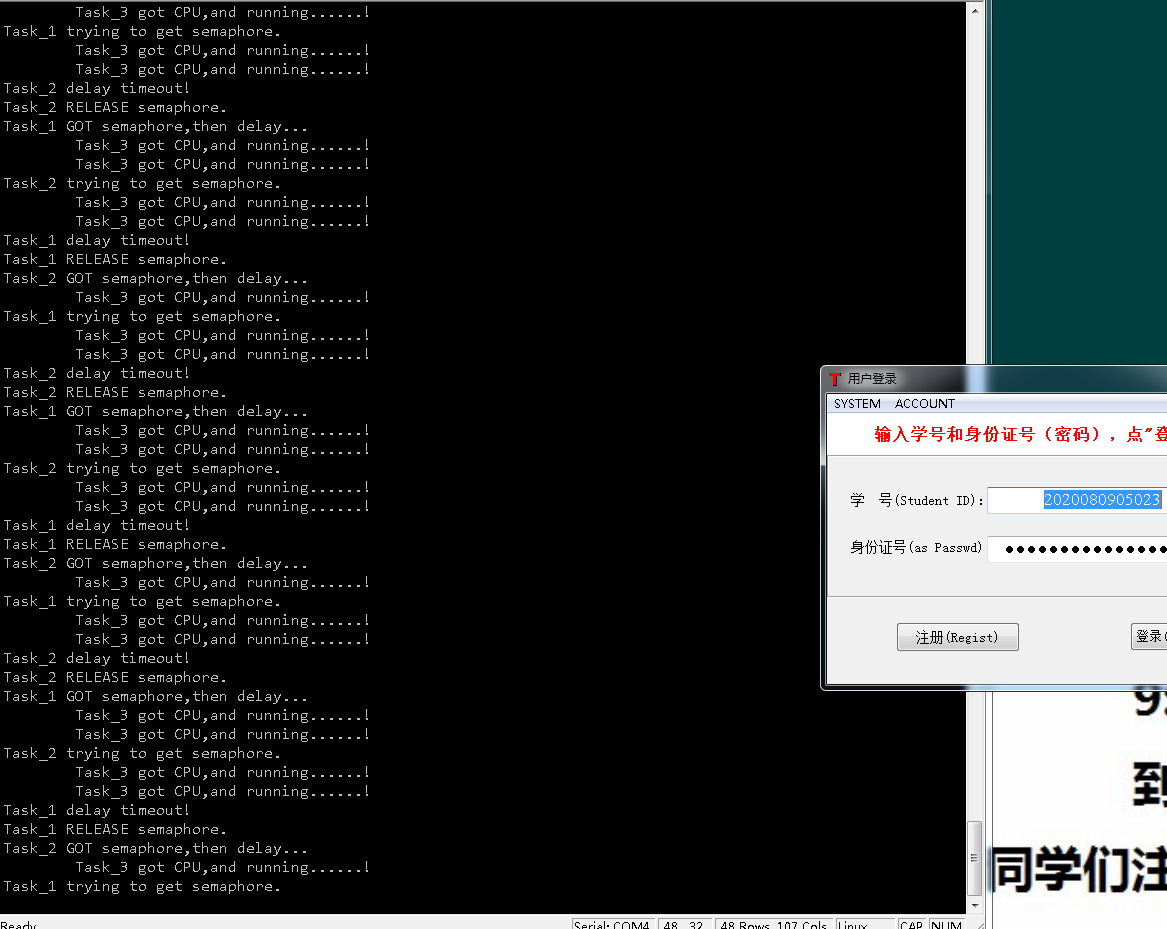 Task_3 got CPU,and running......!
Task_1 trying to get semaphore.
Task_3 got CPU,and running......!
Task_3 got CPU,and running......!
Task_2 delay timeout!
Task_2 RELEASE semaphore.
Task_1 GOT semaphore,then delay...
Task_3 got CPU,and running......!
Task_3 got CPU,and running......!
Task_2 trying to get semaphore.
Task_3 got CPU,and running......!
Task_3 got CPU,and running......!
Task_1 delay timeout!
Task_1 RELEASE semaphore.
Task_2 GOT semaphore,then delay...
Task_3 got CPU,and running......!
Task_1 trying to get semaphore.
Task_3 got CPU,and running......!
Task_3 got CPU,and running......!
Task_2 delay timeout!
Task_2 RELEASE semaphore.
Task_1 GOT semaphore,then delay...
Task_3 got CPU,and running......!
Task_3 got CPU,and running......!
Task_2 trying to get semaphore.
Task_3 got CPU,and running......!
Task_3 got CPU,and running......!
Task_1 delay timeout!
Task_1 RELEASE semaphore.
Task_2 GOT semaphore,then delay...
Task_3 got CPU,and running......!
Task_1 trying to get semaphore.
Task_3 got CPU,and running......!
Task_3 got CPU,and running......!
Task_2 delay timeout!
Task_2 RELEASE semaphore.
Task_1 GOT semaphore,then delay...
Task_3 got CPU,and running......!
Task_3 got CPU,and running......!
Task_2 trying to get semaphore.
Task_3 got CPU,and running......!
Task_3 got CPU,and running......!
Task_1 delay timeout!
Task_1 RELEASE semaphore.
Task_2 GOT semaphore,then delay...
Task_3 got CPU,and running......!
Task_1 trying to get semaphore.
Ready Serial: COM4 48, 32 48 Rows, 107 Cols Linux CAP NUM
用户登录
SYSTEM ACCOUNT
输入学号和身份证号（密码），点"登
学 号(Student ID): 2020080905023
身份证号(as Passwd)
注册(Regist) 登录(
9
到
同学们注